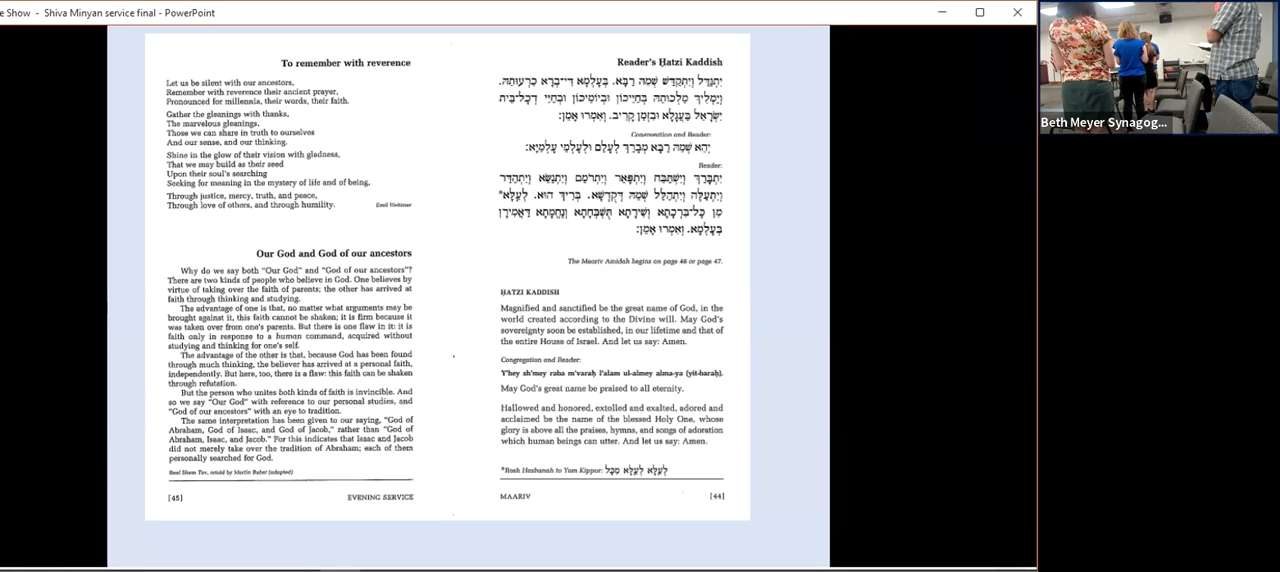 e Show - Shiva Minyan service final - PowerPoint
Beth Meyer Synagog...
To remember with reverence
Let us be silent with our ancestors,
Remember with reverence their ancient prayer,
Pronounced for millennia, their words, their faith.
Gather the gleanings with thanks,
The marvelous gleanings,
Those we can share in truth to ourselves
And our sense, and our thinking.
Shine in the glow of their vision with gladness,
That we may build as their seed
Upon their soul's searching
Seeking for meaning in the mystery of life and of being,
Through justice, mercy, truth, and peace,
Through love of others, and through humility.
Emil Weitzner
Our God and God of our ancestors
Why do we say both "Our God" and "God of our ancestors"?
There are two kinds of people who believe in God. One believes by
virtue of taking over the faith of parents; the other has arrived at
faith through thinking and studying.
The advantage of one is that, no matter what arguments may be
brought against it, this faith cannot be shaken; it is firm because it
was taken over from one's parents. But there is one flaw in it: it is
faith only in response to a human command, acquired without
studying and thinking for one's self.
The advantage of the other is that, because God has been found
through much thinking, the believer has arrived at a personal faith,
independently. But here, too, there is a flaw: this faith can be shaken
through refutation.
But the person who unites both kinds of faith is invincible. And
so we say "Our God" with reference to our personal studies, and
"God of our ancestors" with an eye to tradition.
The same interpretation has been given to our saying, "God of
Abraham, God of Isaac, and God of Jacob," rather than "God of
Abraham, Isaac, and Jacob." For this indicates that Isaac and Jacob
did not merely take over the tradition of Abraham; each of them
personally searched for God.
Baal Shem Tov, retold by Martin Buber (adapted)
[45] EVENING SERVICE
Reader's Ḥatzi Kaddish
יִתְגַּדַּל וְיִתְקַדַּשׁ שְׁמֵהּ רַבָּא. בְּעָלְמָא דִּי־בְרָא כִרְעוּתֵהּ.
וְיַמְלִיךְ מַלְכוּתֵהּ בְּחַיֵּיכוֹן וּבְיוֹמֵיכוֹן וּבְחַיֵּי דְכָל־בֵּית
יִשְׂרָאֵל בַּעֲגָלָא וּבִזְמַן קָרִיב. וְאִמְרוּ אָמֵן:
Congregation and Reader:
יְהֵא שְׁמֵהּ רַבָּא מְבָרַךְ לְעָלַם וּלְעָלְמֵי עָלְמַיָּא:
Reader:
יִתְבָּרַךְ וְיִשְׁתַּבַּח וְיִתְפָּאַר וְיִתְרֹמַם וְיִתְנַשֵּׂא וְיִתְהַדַּר
וְיִתְעַלֶּה וְיִתְהַלַּל שְׁמֵהּ דְּקֻדְשָׁא. בְּרִיךְ הוּא. לְעֵלָּא*
מִן כָּל־בִּרְכָתָא וְשִׁירָתָא תֻּשְׁבְּחָתָא וְנֶחֱמָתָא דַּאֲמִירָן
בְּעָלְמָא. וְאִמְרוּ אָמֵן:
The Maariv Amidah begins on page 46 or page 47.
ḤATZI KADDISH
Magnified and sanctified be the great name of God, in the
world created according to the Divine will. May God's
sovereignty soon be established, in our lifetime and that of
the entire House of Israel. And let us say: Amen.
Congregation and Reader:
Y'hey sh'mey raba m'varaḥ l'alam ul-almey alma-ya (yit-baraḥ).
May God's great name be praised to all eternity.
Hallowed and honored, extolled and exalted, adored and
acclaimed be the name of the blessed Holy One, whose
glory is above all the praises, hymns, and songs of adoration
which human beings can utter. And let us say: Amen.
*Rosh Hashanah to Yom Kippur: לְעֵלָּא לְעֵלָּא מִכָּל
MAARIV [44]